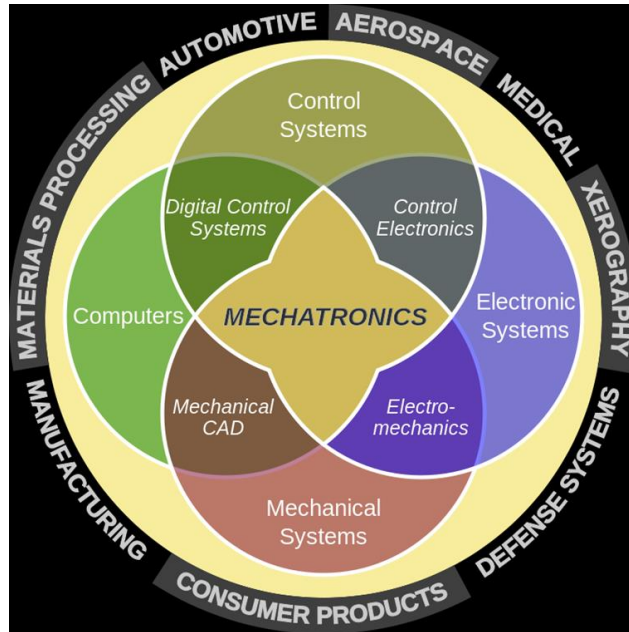 AUTOMOTIVE
AEROSPACE
MEDICAL
XEROGRAPHY
DEFENSE SYSTEMS
CONSUMER PRODUCTS
MANUFACTURING
MATERIALS PROCESSING
Control
Systems
Digital Control
Systems
Control
Electronics
Computers
MECHATRONICS
Electronic
Systems
Mechanical
CAD
Electro-
mechanics
Mechanical
Systems